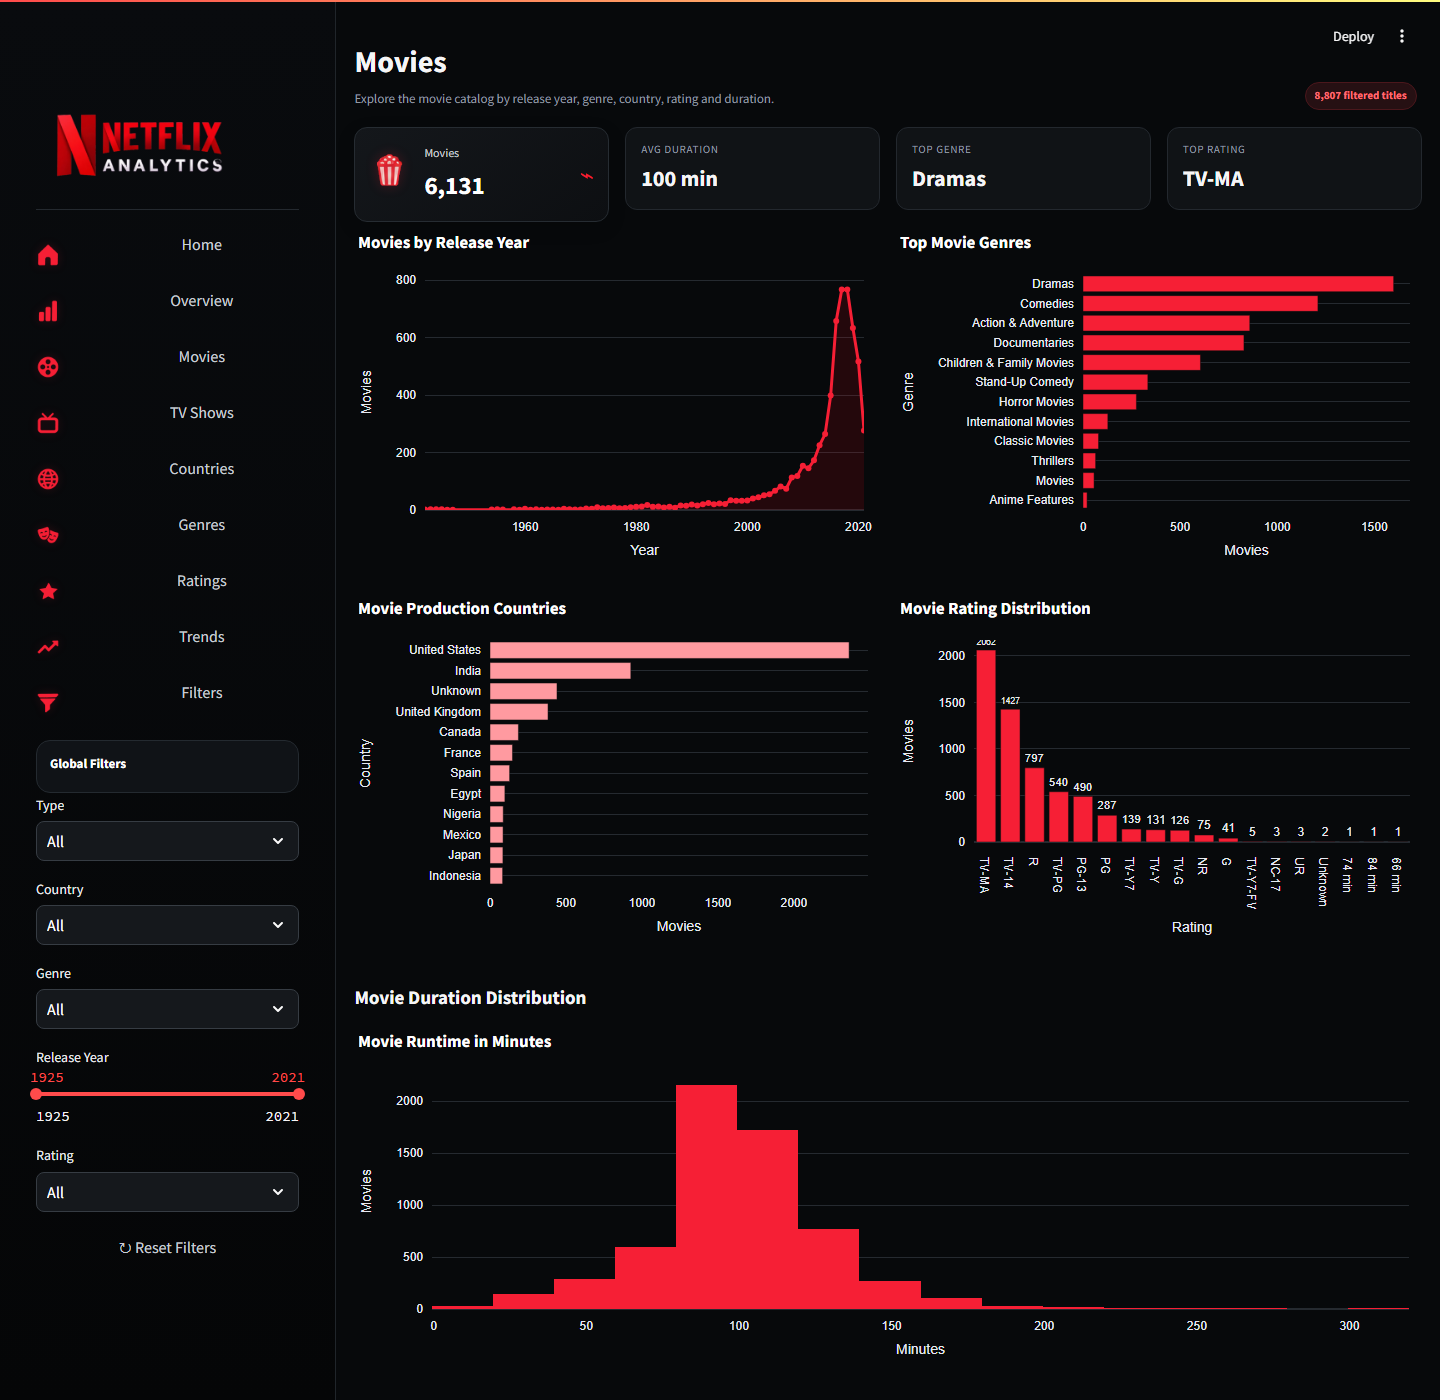 Deploy
NETFLIX
ANALYTICS
Home
Overview
Movies
TV Shows
Countries
Genres
Ratings
Trends
Filters
Global Filters
Type
All
Country
All
Genre
All
Release Year
1925 2021
1925 2021
Rating
All
↻ Reset Filters
Movies
Explore the movie catalog by release year, genre, country, rating and duration.
8,807 filtered titles
Movies
6,131
AVG DURATION
100 min
TOP GENRE
Dramas
TOP RATING
TV-MA
Movies by Release Year
800
600
400
200
0
Movies
1960 1980 2000 2020
Year
Top Movie Genres
Genre
Dramas
Comedies
Action & Adventure
Documentaries
Children & Family Movies
Stand-Up Comedy
Horror Movies
International Movies
Classic Movies
Thrillers
Movies
Anime Features
0 500 1000 1500
Movies
Movie Production Countries
Country
United States
India
Unknown
United Kingdom
Canada
France
Spain
Egypt
Nigeria
Mexico
Japan
Indonesia
0 500 1000 1500 2000
Movies
Movie Rating Distribution
Movies
2000
1500
1000
500
0
2062 1427 797 540 490 287 139 131 126 75 41 5 3 3 2 1 1 1
TV-MA TV-14 R TV-PG PG-13 PG TV-Y7 TV-Y TV-G NR G TV-Y7-FV NC-17 UR Unknown 74 min 84 min 66 min
Rating
Movie Duration Distribution
Movie Runtime in Minutes
Movies
2000
1500
1000
500
0
0 50 100 150 200 250 300
Minutes